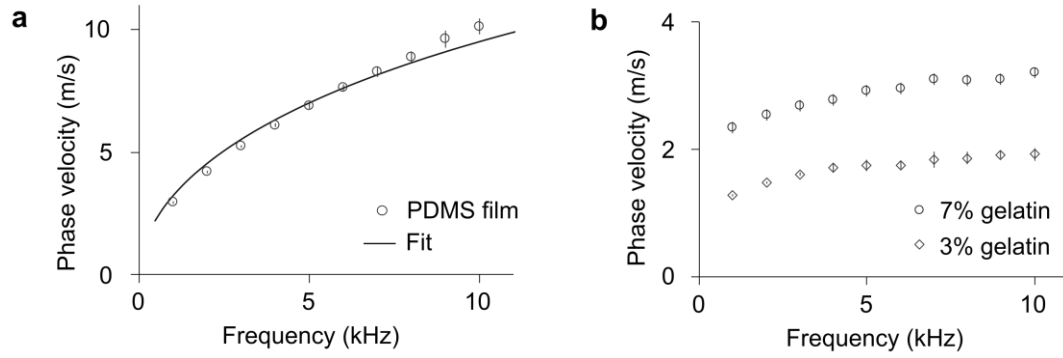 a
Phase velocity (m/s)
10
5
0
0
5
10
Frequency (kHz)
PDMS film
Fit
b
Phase velocity (m/s)
4
2
0
0
5
10
Frequency (kHz)
7% gelatin
3% gelatin